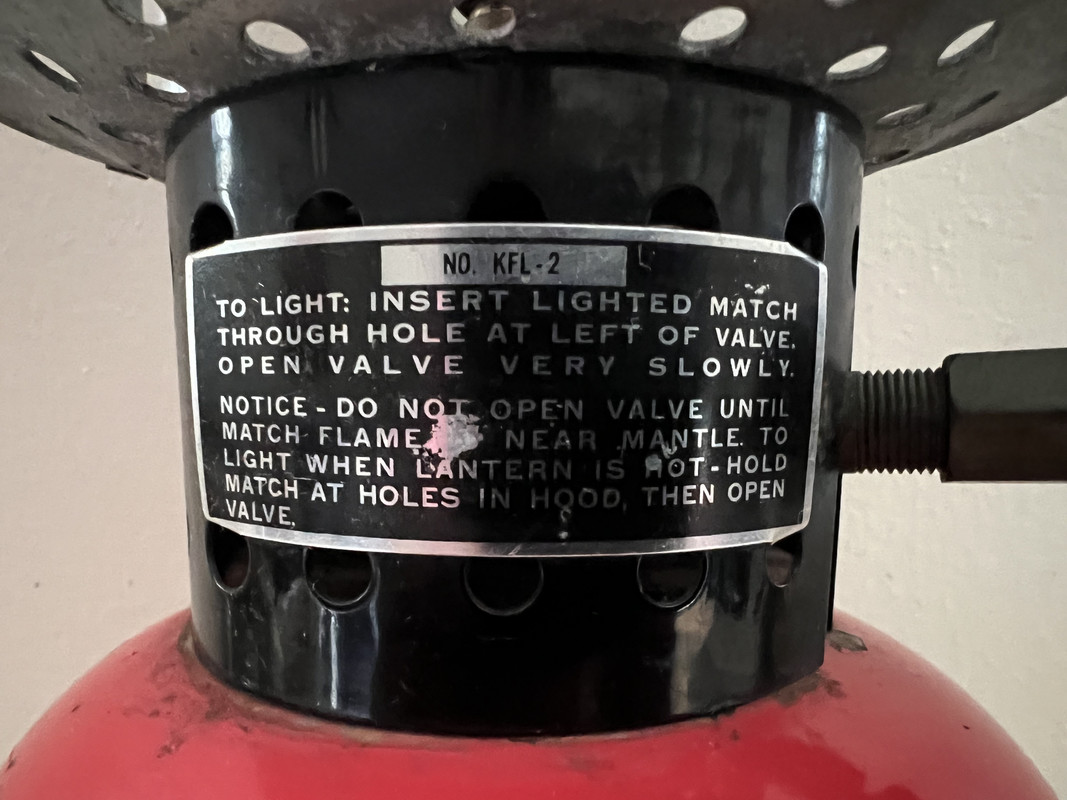 NO. KFL-2
TO LIGHT: INSERT LIGHTED MATCH
THROUGH HOLE AT LEFT OF VALVE.
OPEN VALVE VERY SLOWLY.
NOTICE - DO NOT OPEN VALVE UNTIL
MATCH FLAME NEAR MANTLE. TO
LIGHT WHEN LANTERN IS HOT - HOLD
MATCH AT HOLES IN HOOD, THEN OPEN
VALVE.